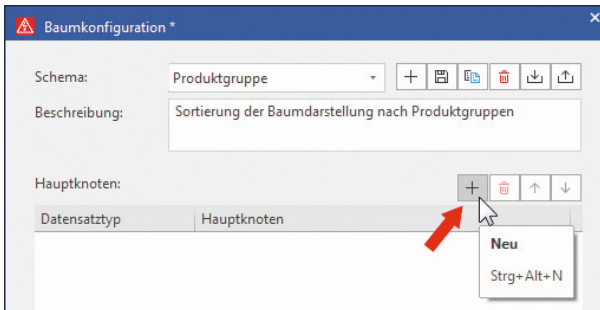 Baumkonfiguration *
Schema:
Produktgruppe
Beschreibung:
Sortierung der Baumdarstellung nach Produktgruppen
Hauptknoten:
Datensatztyp
Hauptknoten
Neu
Strg+Alt+N